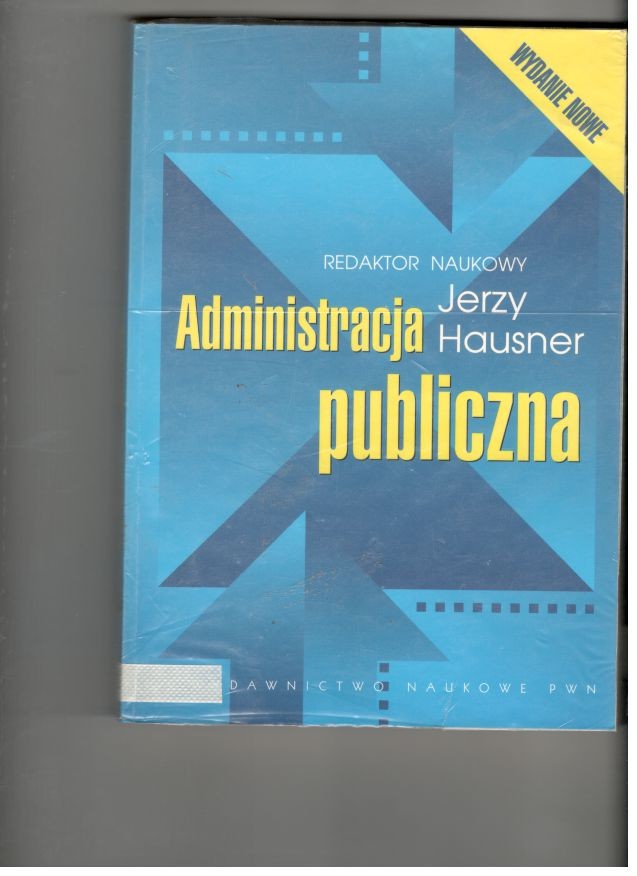 WYDANIE NOWE
REDAKTOR NAUKOWY
Jerzy
Hausner
Administracja
publiczna
DAWNICTWO NAUKOWE PWN